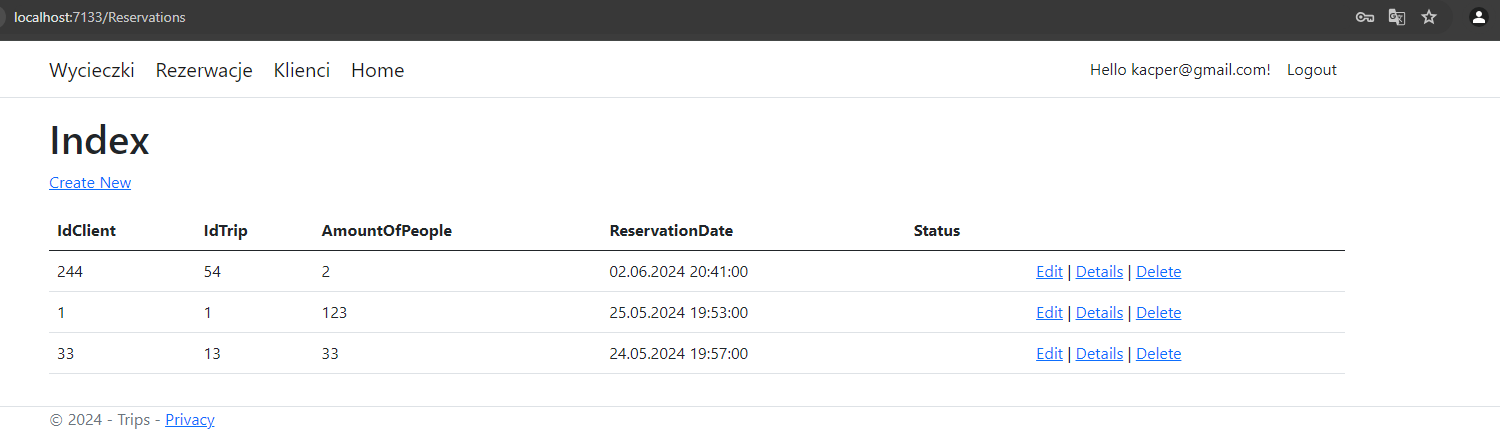 localhost:7133/Reservations
Wycieczki Rezerwacje Klienci Home Hello kacper@gmail.com! Logout
Index
Create New
IdClient IdTrip AmountOfPeople ReservationDate Status
244 54 2 02.06.2024 20:41:00 Edit | Details | Delete
1 1 123 25.05.2024 19:53:00 Edit | Details | Delete
33 13 33 24.05.2024 19:57:00 Edit | Details | Delete
© 2024 - Trips - Privacy